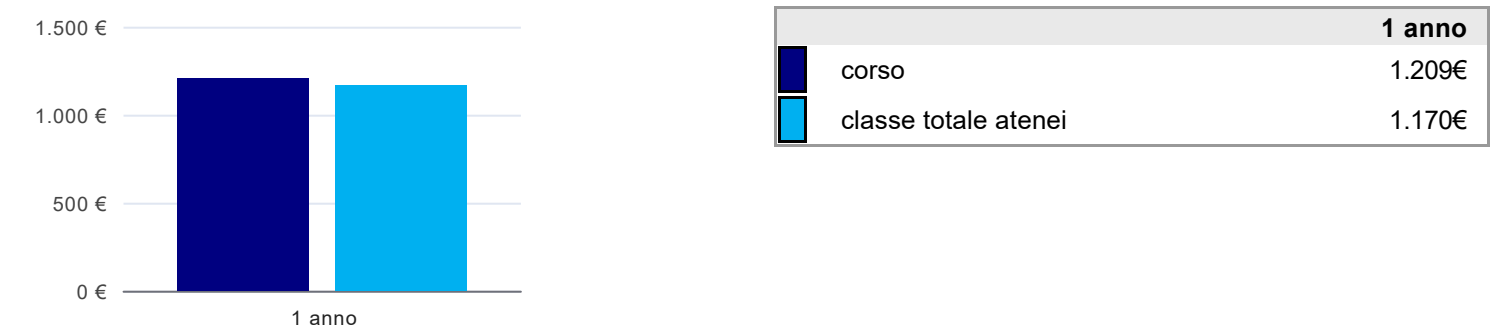 1.500 €
1.000 €
500 €
0 €
1 anno
1 anno
corso 1.209€
classe totale atenei 1.170€